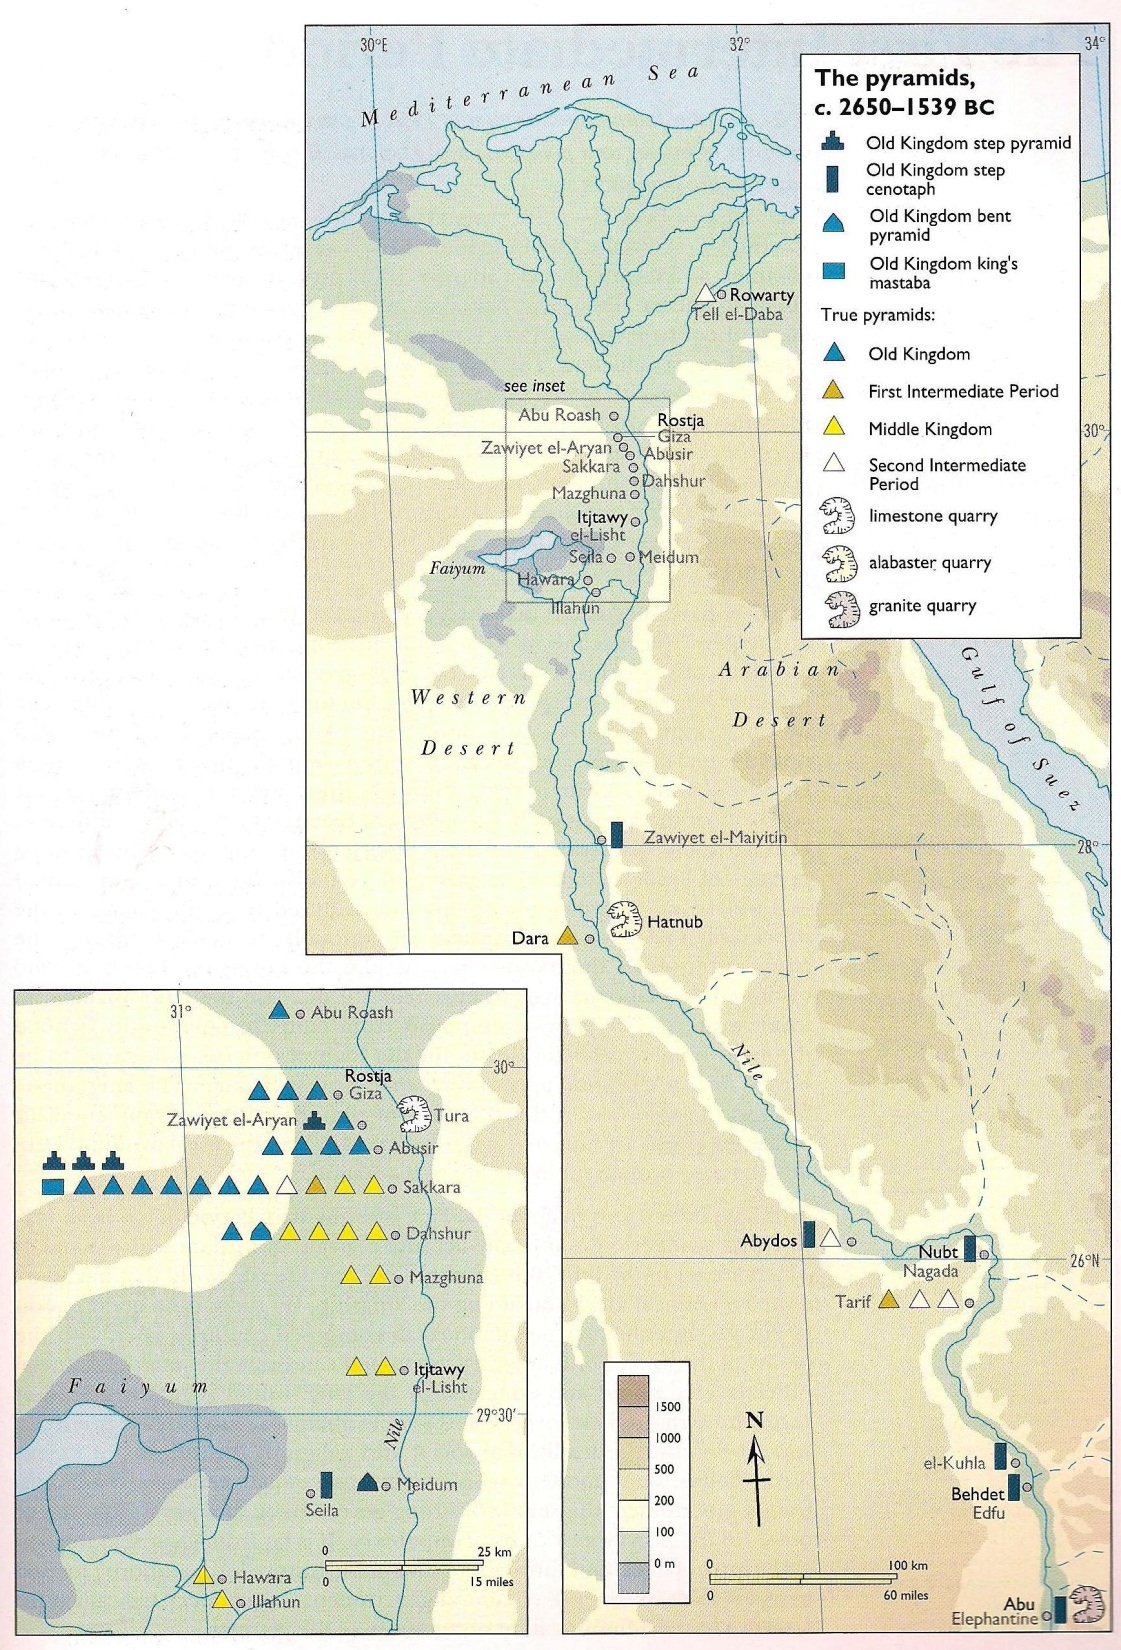 30°E
32°
34°
Mediterranean Sea
The pyramids,
c. 2650–1539 BC
Old Kingdom step pyramid
Old Kingdom step
cenotaph
Old Kingdom bent
pyramid
Old Kingdom king's
mastaba
True pyramids:
Old Kingdom
First Intermediate Period
Middle Kingdom
Second Intermediate
Period
limestone quarry
alabaster quarry
granite quarry
Rowarty
Tell el-Daba
see inset
Abu Roash
Rostja
Giza
30°
Zawiyet el-Aryan
Abusir
Sakkara
Dahshur
Mazghuna
Itjtawy
el-Lisht
Seila
Meidum
Faiyum
Hawara
Illahun
Gulf of Suez
Arabian
Desert
Western
Desert
Zawiyet el-Maiyitin
28°
Hatnub
Dara
Nile
Abydos
Nubt
Nagada
26°N
Tarif
el-Kuhla
Behdet
Edfu
Abu
Elephantine
1500
1000
500
200
100
0 m
N
0
100 km
0
60 miles
31°
Abu Roash
30°
Rostja
Giza
Zawiyet el-Aryan
Tura
Abusir
Sakkara
Dahshur
Mazghuna
Itjtawy
el-Lisht
Faiyum
29°30'
Nile
Meidum
Seila
0
25 km
0
15 miles
Hawara
Illahun